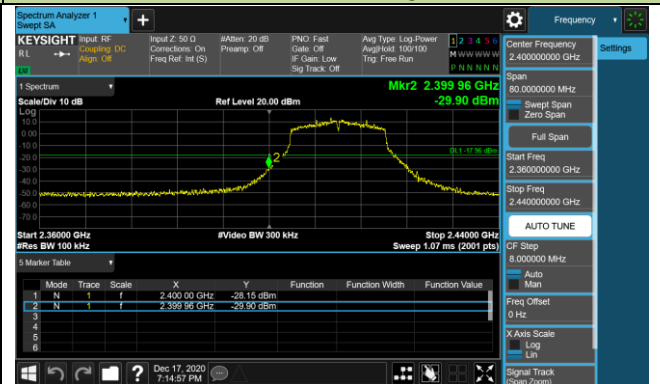 Spectrum Analyzer 1
Swept SA
Frequency
KEYSIGHT
RL
Input: RF
Coupling: DC
Align: Off
Input Z: 50 Ω
Corrections: On
Freq Ref: Int (S)
#Atten: 20 dB
Preamp: Off
PNO: Fast
Gate: Off
IF Gain: Low
Sig Track: Off
Avg Type: Log-Power
Avg|Hold: 100/100
Trig: Free Run
1 2 3 4 5 6
M W W W W W
P N N N N N
1 Spectrum
Scale/Div 10 dB
Log
Ref Level 20.00 dBm
Mkr2 2.399 96 GHz
-29.90 dBm
10.0
0.00
-10.0
-20.0
-30.0
-40.0
-50.0
-60.0
-70.0
2
DL1 -17.96 dBm
Start 2.36000 GHz
#Res BW 100 kHz
#Video BW 300 kHz
Stop 2.44000 GHz
Sweep 1.07 ms (2001 pts)
5 Marker Table
Mode Trace Scale X Y Function Function Width Function Value
1 N 1 f 2.400 00 GHz -28.15 dBm
2 N 1 f 2.399 96 GHz -29.90 dBm
3
4
5
6
Dec 17, 2020
7:14:57 PM
Center Frequency
2.400000000 GHz
Settings
Span
80.0000000 MHz
Swept Span
Zero Span
Full Span
Start Freq
2.360000000 GHz
Stop Freq
2.440000000 GHz
AUTO TUNE
CF Step
8.000000 MHz
Auto
Man
Freq Offset
0 Hz
X Axis Scale
Log
Lin
Signal Track
(Span Zoom)